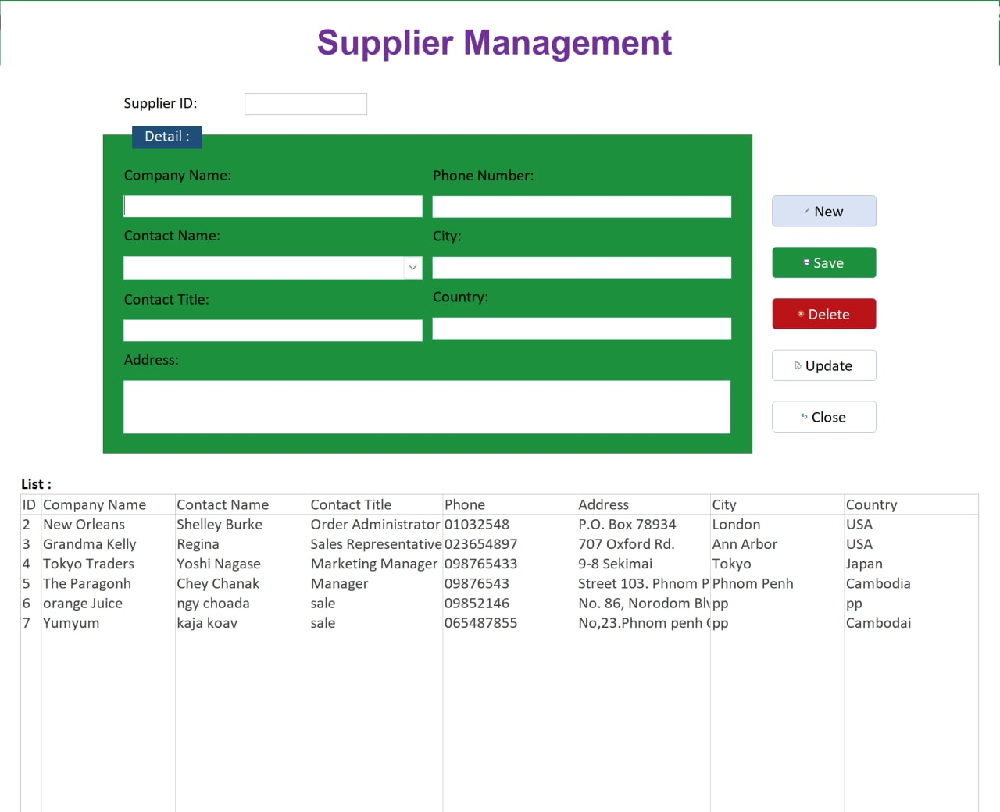 Supplier Management
Supplier ID:
Detail :
Company Name: Phone Number:
New
Contact Name: City:
Save
Contact Title: Country:
Delete
Address:
Update
Close
List :
ID Company Name Contact Name Contact Title Phone Address City Country
2 New Orleans Shelley Burke Order Administrator 01032548 P.O. Box 78934 London USA
3 Grandma Kelly Regina Sales Representative 023654897 707 Oxford Rd. Ann Arbor USA
4 Tokyo Traders Yoshi Nagase Marketing Manager 098765433 9-8 Sekimai Tokyo Japan
5 The Paragonh Chey Chanak Manager 09876543 Street 103. Phnom P Phnom Penh Cambodia
6 orange Juice ngy choada sale 09852146 No. 86, Norodom Blv pp pp
7 Yumyum kaja koav sale 065487855 No,23.Phnom penh pp Cambodai